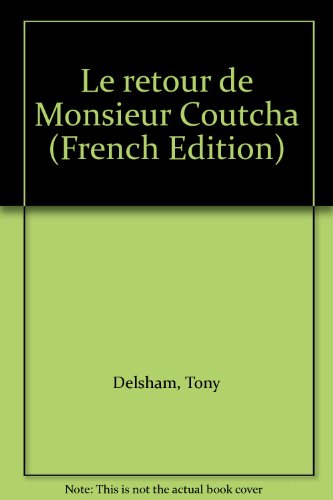 Le retour de
Monsieur Coutcha
(French Edition)
Delsham, Tony
Note: This is not the actual book cover